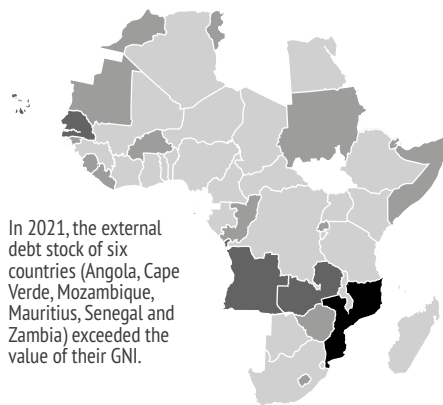 In 2021, the external
debt stock of six
countries (Angola, Cape
Verde, Mozambique,
Mauritius, Senegal and
Zambia) exceeded the
value of their GNI.